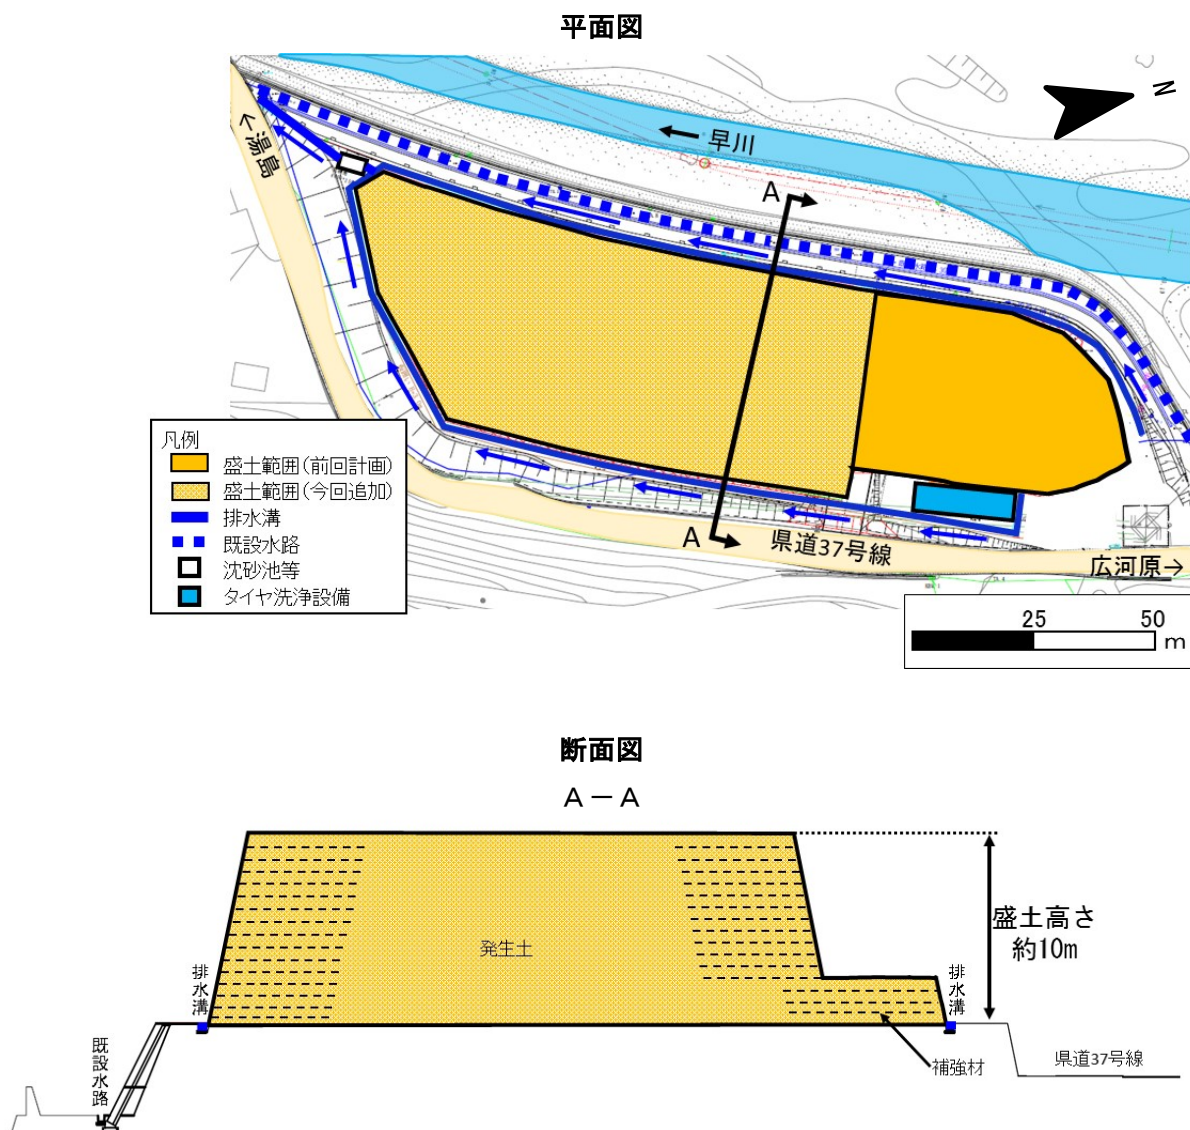 平面図
N
←湯島
←早川
A
A
県道37号線
広河原→
凡例
盛土範囲(前回計画)
盛土範囲(今回追加)
排水溝
既設水路
沈砂池等
タイヤ洗浄設備
25 50
m
断面図
A－A
盛土高さ
約10m
発生土
排水溝
排水溝
既設水路
補強材
県道37号線